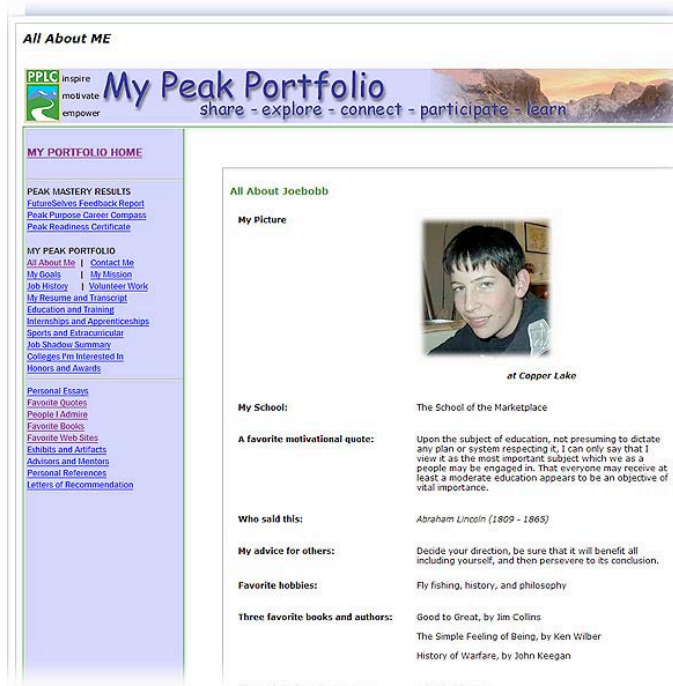 All About ME
PPLC inspire
motivate
empower
My Peak Portfolio
share - explore - connect - participate - learn
MY PORTFOLIO HOME
PEAK MASTERY RESULTS
FutureSelves Feedback Report
Peak Purpose Career Compass
Peak Readiness Certificate
MY PEAK PORTFOLIO
All About Me | Contact Me
My Goals | My Mission
Job History | Volunteer Work
My Resume and Transcript
Education and Training
Internships and Apprenticeships
Sports and Extracurricular
Job Shadow Summary
Colleges I'm Interested In
Honors and Awards
Personal Essays
Favorite Quotes
People I Admire
Favorite Books
Favorite Web Sites
Exhibits and Artifacts
Advisors and Mentors
Personal References
Letters of Recommendation
All About Joebobb
My Picture
at Copper Lake
My School: The School of the Marketplace
A favorite motivational quote: Upon the subject of education, not presuming to dictate
any plan or system respecting it, I can only say that I
view it as the most important subject which we as a
people may be engaged in. That everyone may receive at
least a moderate education appears to be an objective of
vital importance.
Who said this: Abraham Lincoln (1809 - 1865)
My advice for others: Decide your direction, be sure that it will benefit all
including yourself, and then persevere to its conclusion.
Favorite hobbies: Fly fishing, history, and philosophy
Three favorite books and authors: Good to Great, by Jim Collins
The Simple Feeling of Being, by Ken Wilber
History of Warfare, by John Keegan